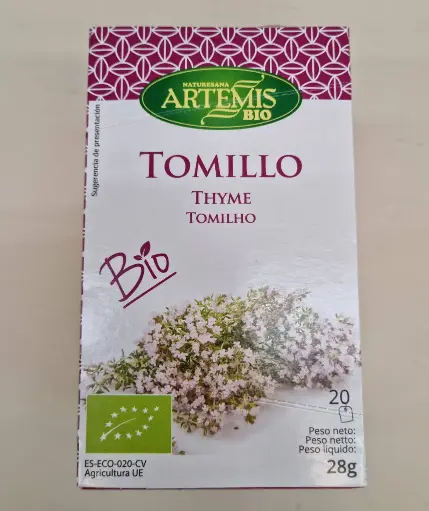 NATURESANA
ARTEMIS
BIO
Sugerencia de presentación
TOMILLO
THYME
TOMILHO
Bio
20
Peso neto:
Peso netto:
Peso líquido:
28g
ES-ECO-020-CV
Agricultura UE